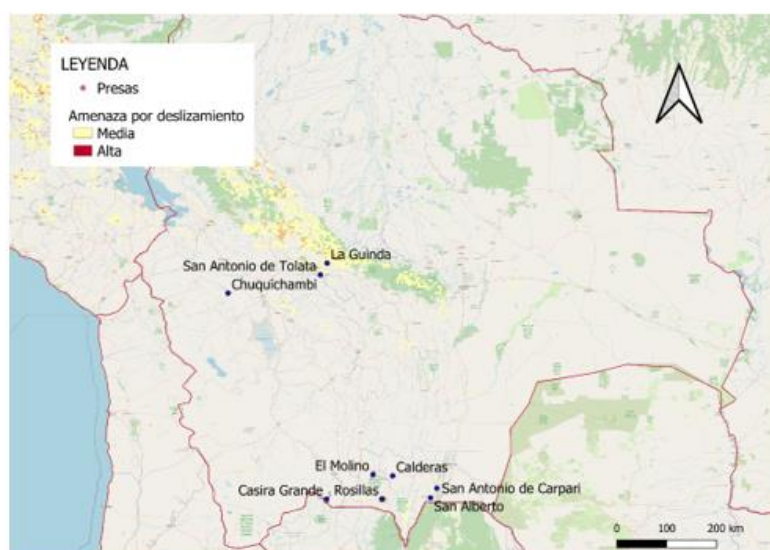 LEYENDA
Presas
Amenaza por deslizamiento
Media
Alta
La Guinda
San Antonio de Tolata
Chuquichambi
El Molino
Calderas
Casira Grande
Rosillas
San Antonio de Carpari
San Alberto
0 100 200 km